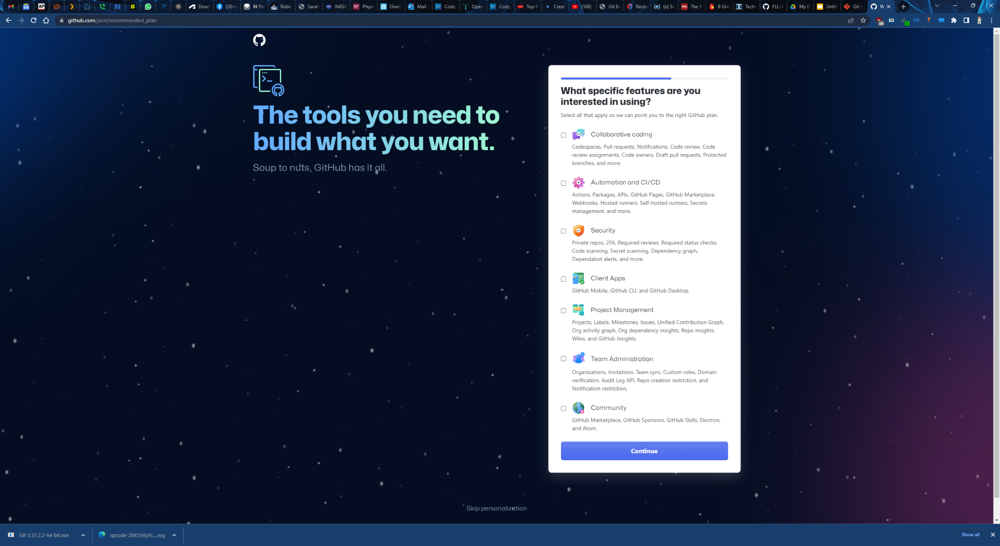 Down
(20+)
Pro
Robe
Sarah
NASA
Physi
Overv
Mail -
Costp
Open
Costp
Top 4
Creat
(188)
Git Ba
Reute
(e) Sc
The M
8 Gre
Techn
FLL-T
My D
Untit
Git -
github.com/join/recommended_plan
30
The tools you need to
build what you want.
Soup to nuts, GitHub has it all.
What specific features are you
interested in using?
Select all that apply so we can point you to the right GitHub plan.
Collaborative coding
Codespaces, Pull requests, Notifications, Code review, Code
review assignments, Code owners, Draft pull requests, Protected
branches, and more.
Automation and CI/CD
Actions, Packages, APIs, GitHub Pages, GitHub Marketplace,
Webhooks, Hosted runners, Self-hosted runners, Secrets
management, and more.
Security
Private repos, 2FA, Required reviews, Required status checks,
Code scanning, Secret scanning, Dependency graph,
Dependabot alerts, and more.
Client Apps
GitHub Mobile, GitHub CLI, and GitHub Desktop.
Project Management
Projects, Labels, Milestones, Issues, Unified Contribution Graph,
Org activity graph, Org dependency insights, Repo insights,
Wikis, and GitHub Insights.
Team Administration
Organizations, Invitations, Team sync, Custom roles, Domain
verification, Audit Log API, Repo creation restriction, and
Notification restriction.
Community
GitHub Marketplace, GitHub Sponsors, GitHub Skills, Electron,
and Atom.
Continue
Skip personalization
Git-2.37.2.2-64-bit.exe
spcode-28XDE6yXI....svg
Show all